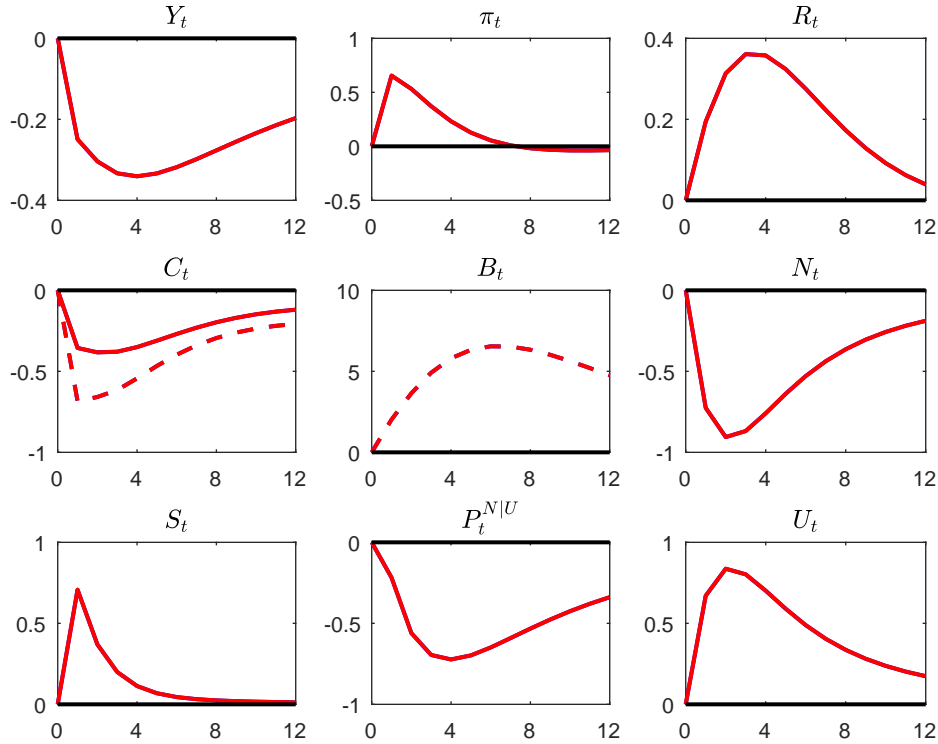 Y_t π_t R_t
0 -0.2 -0.4 0 4 8 12
1 0.5 0 -0.5 0 4 8 12
0.4 0.2 0 0 4 8 12
C_t B_t N_t
0 -0.5 -1 0 4 8 12
10 5 0 0 4 8 12
0 -0.5 -1 0 4 8 12
S_t P_t^{N|U} U_t
1 0.5 0 0 4 8 12
0 -0.5 -1 0 4 8 12
1 0.5 0 0 4 8 12